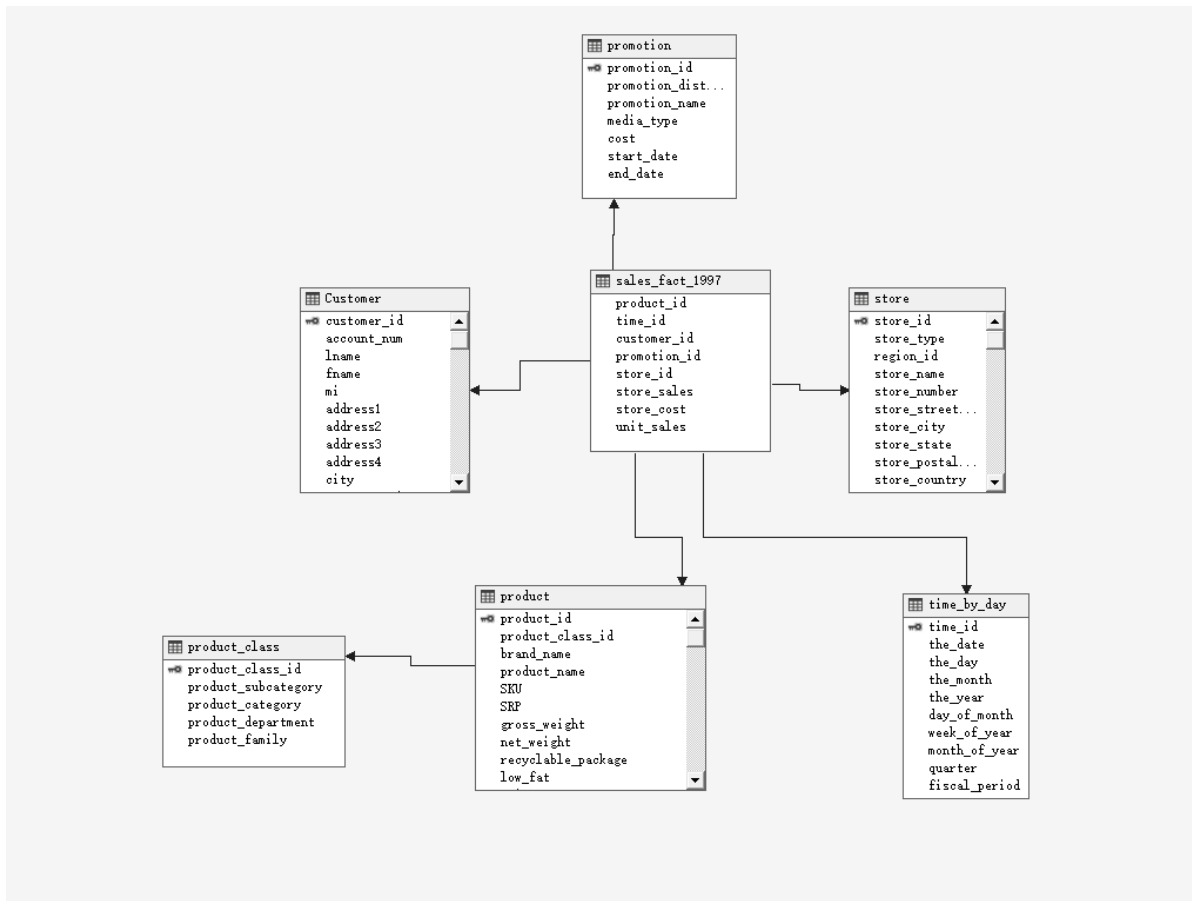 promotion
promotion_id
promotion_dist...
promotion_name
media_type
cost
start_date
end_date
sales_fact_1997
product_id
time_id
customer_id
promotion_id
store_id
store_sales
store_cost
unit_sales
Customer
customer_id
account_num
lname
fname
mi
address1
address2
address3
address4
city
store
store_id
store_type
region_id
store_name
store_number
store_street...
store_city
store_state
store_postal...
store_country
product
product_id
product_class_id
brand_name
product_name
SKU
SRP
gross_weight
net_weight
recyclable_package
low_fat
product_class
product_class_id
product_subcategory
product_category
product_department
product_family
time_by_day
time_id
the_date
the_day
the_month
the_year
day_of_month
week_of_year
month_of_year
quarter
fiscal_period